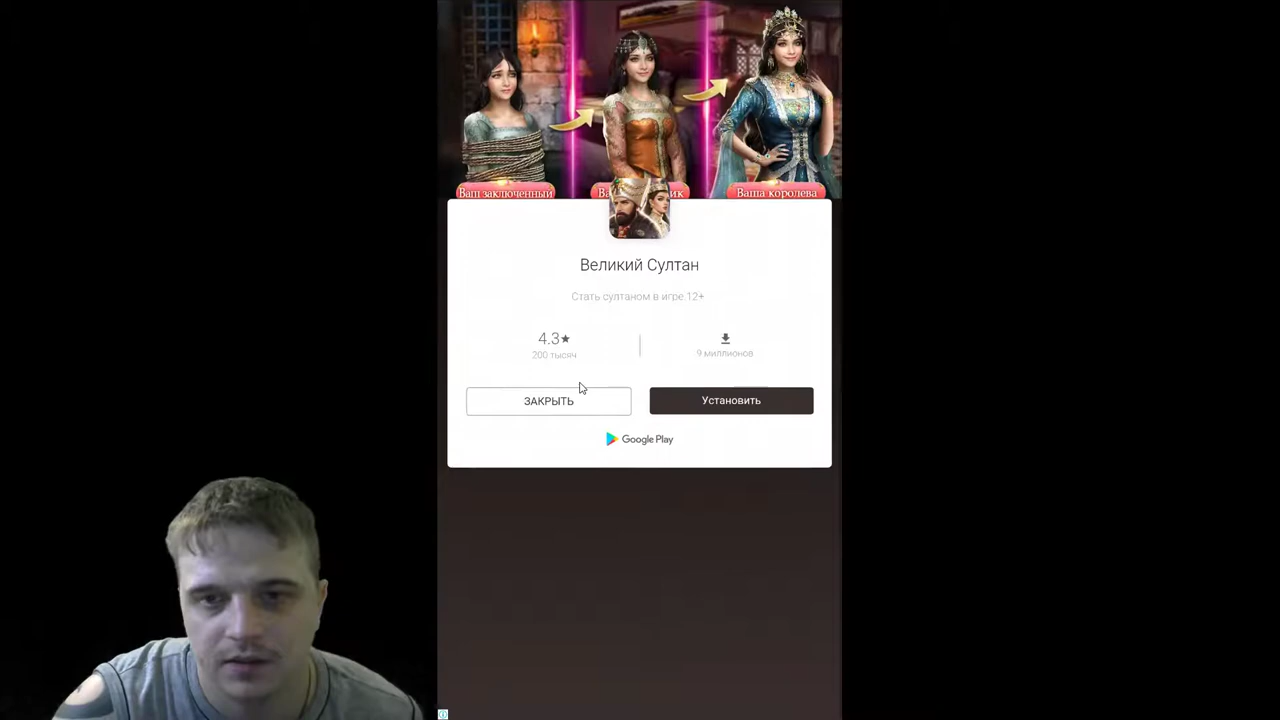 Ваш заключенный
Ваша королева
Великий Султан
Стать султаном в игре.12+
4.3★
200 тысяч
9 миллионов
ЗАКРЫТЬ
Установить
Google Play